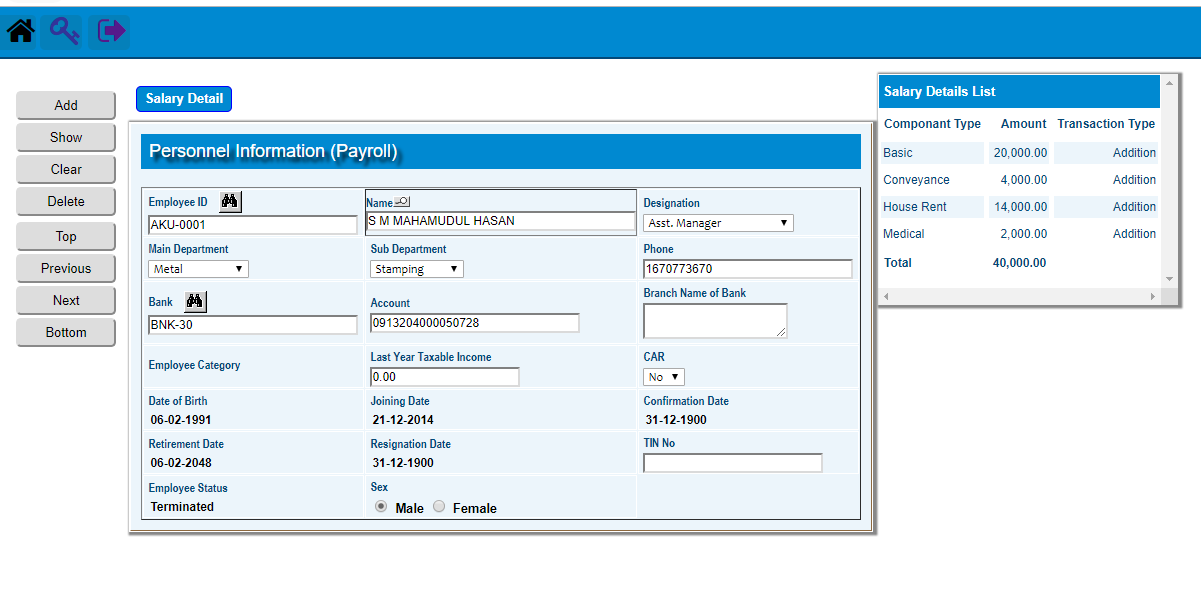 Add
Show
Clear
Delete
Top
Previous
Next
Bottom
Salary Detail
Personnel Information (Payroll)
Employee ID
AKU-0001
Name
S M MAHAMUDUL HASAN
Designation
Asst. Manager
Main Department
Metal
Sub Department
Stamping
Phone
1670773670
Bank
BNK-30
Account
0913204000050728
Branch Name of Bank
Employee Category
Last Year Taxable Income
0.00
CAR
No
Date of Birth
06-02-1991
Joining Date
21-12-2014
Confirmation Date
31-12-1900
Retirement Date
06-02-2048
Resignation Date
31-12-1900
TIN No
Employee Status
Terminated
Sex
Male Female
Salary Details List
Componant Type Amount Transaction Type
Basic 20,000.00 Addition
Conveyance 4,000.00 Addition
House Rent 14,000.00 Addition
Medical 2,000.00 Addition
Total 40,000.00